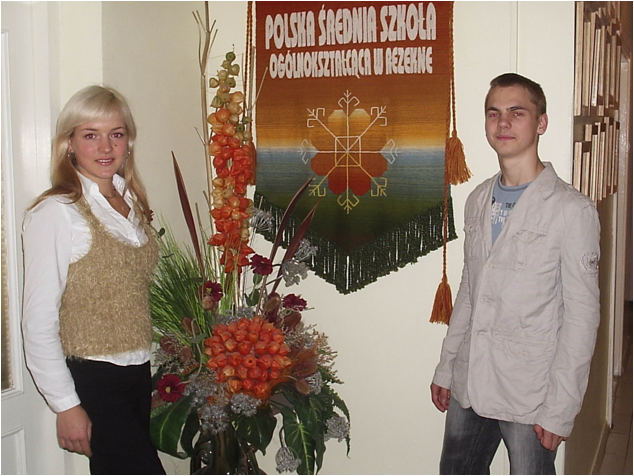 POLSKA ŚREDNIA SZKOŁA
OGÓLNOKSZTAŁCĄCA W REZEKNE